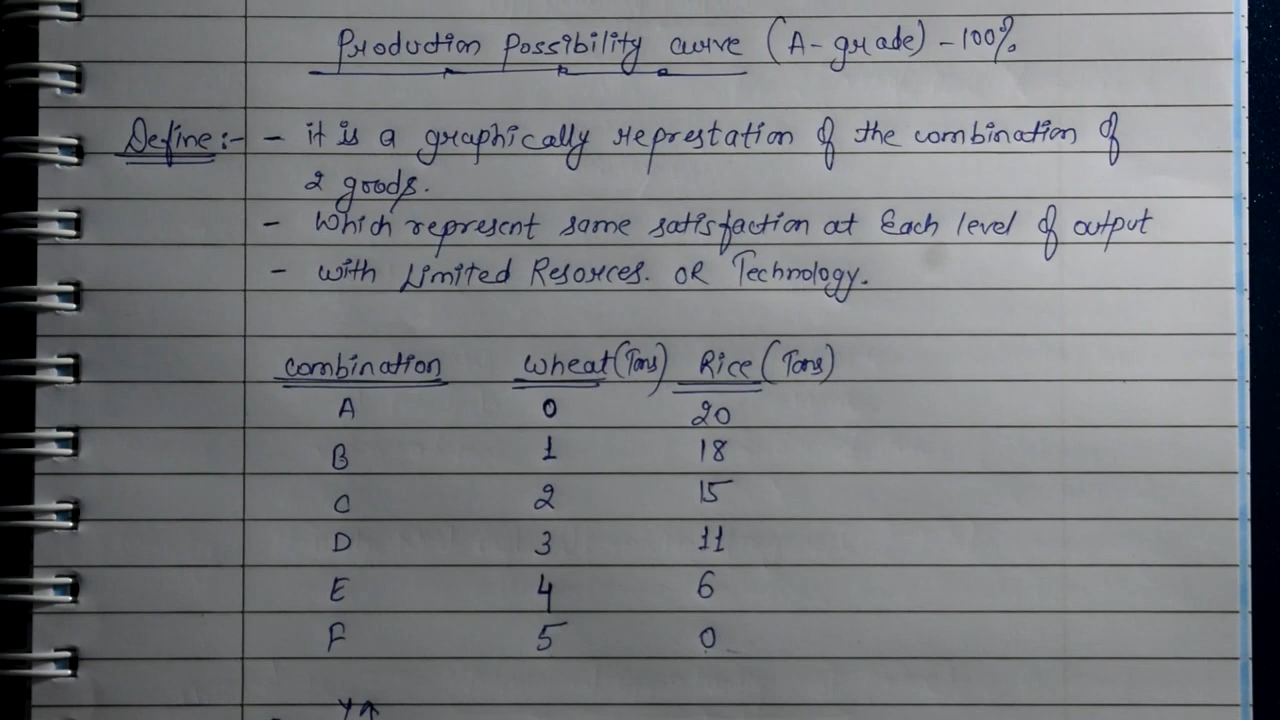 Production Possibility curve (A-grade) - 100%
Define:- - it is a graphically represtation of the combination of
2 goods.
- Which represent same satisfaction at Each level of output
- with Limited Resorces. OR Technology.
combination wheat(Tons) Rice (Tons)
A 0 20
B 1 18
C 2 15
D 3 11
E 4 6
F 5 0
Y